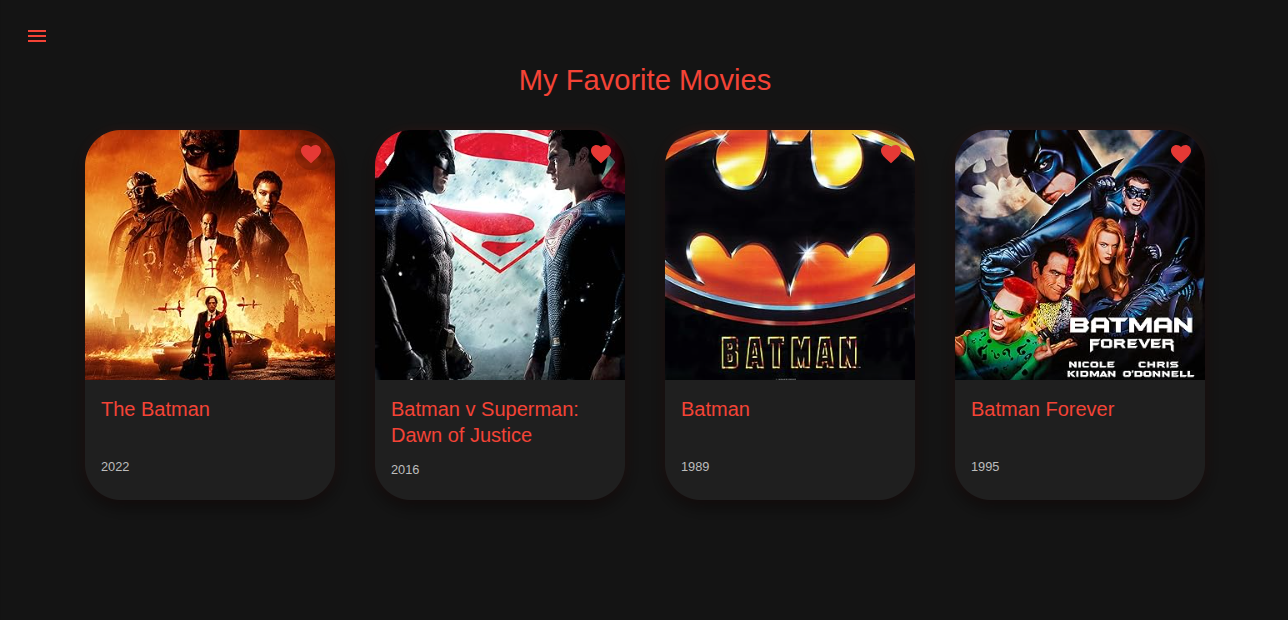 My Favorite Movies
BATMAN
BATMAN
FOREVER
NICOLE CHRIS
KIDMAN O'DONNELL
The Batman
Batman v Superman:
Dawn of Justice
Batman
Batman Forever
2022
2016
1989
1995